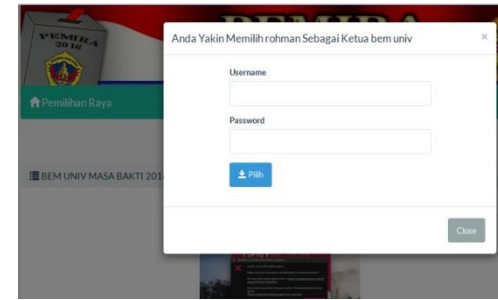 PEMIRA
PEMIRA
2016
Anda Yakin Memilih rohman Sebagai Ketua bem univ
×
Username
Password
Pilih
Close
Pemilihan Raya
BEM UNIV MASA BAKTI 201